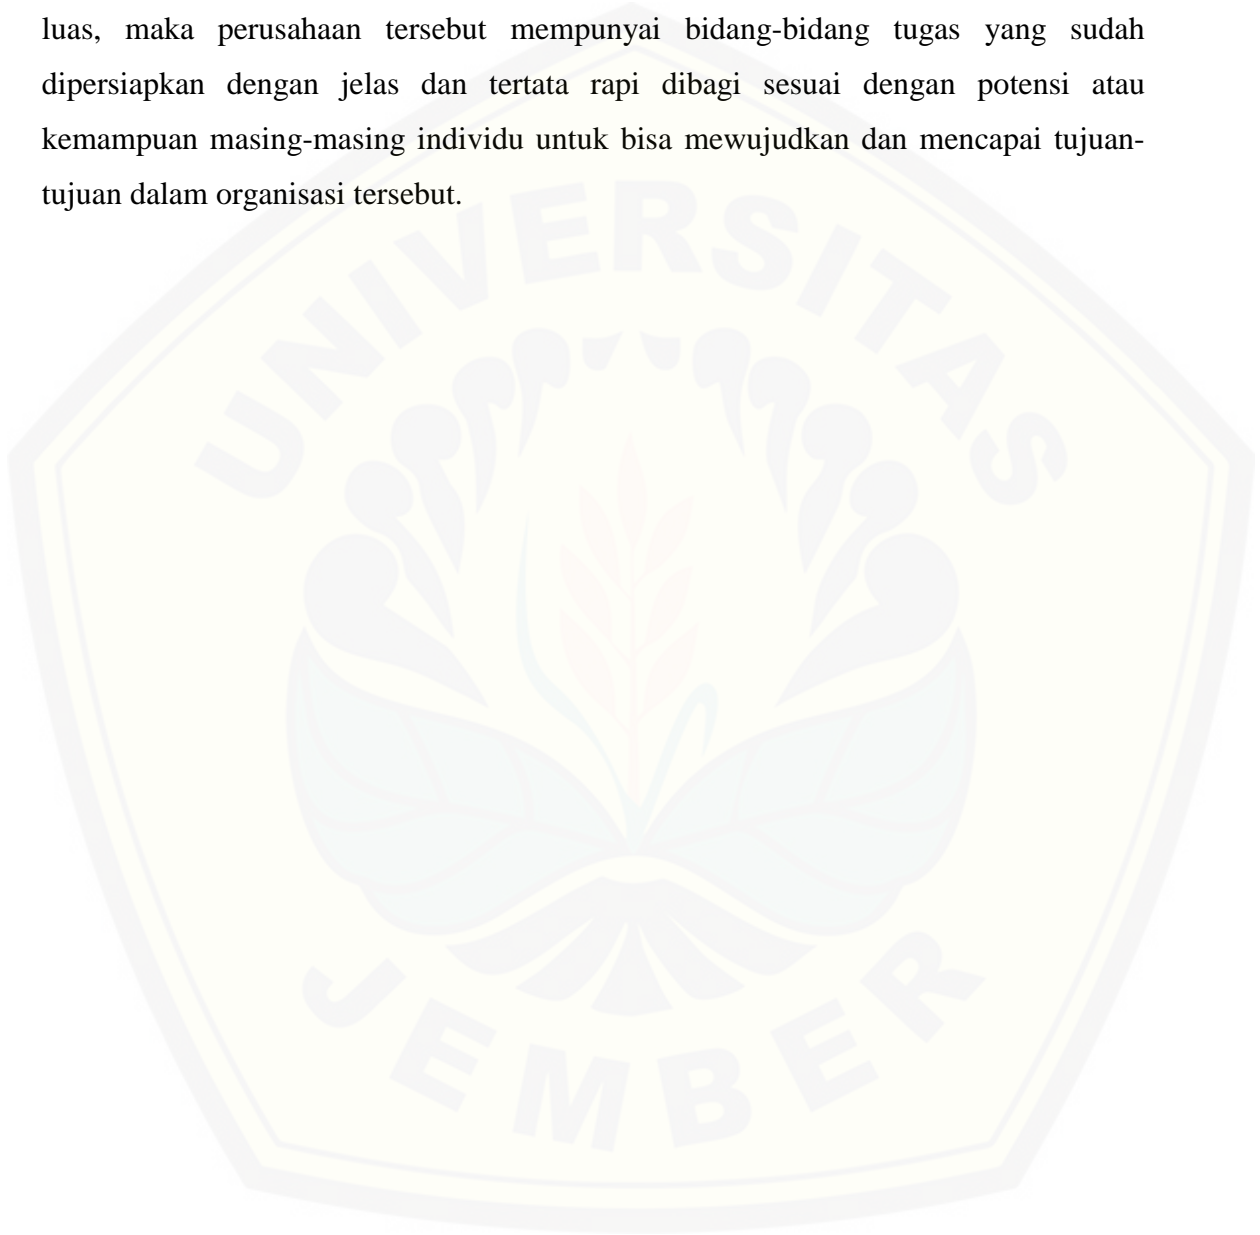 luas, maka perusahaan tersebut mempunyai bidang-bidang tugas yang sudah
dipersiapkan dengan jelas dan tertata rapi dibagi sesuai dengan potensi atau
kemampuan masing-masing individu untuk bisa mewujudkan dan mencapai tujuan-
tujuan dalam organisasi tersebut.
UNIVERSITAS
JEMBER